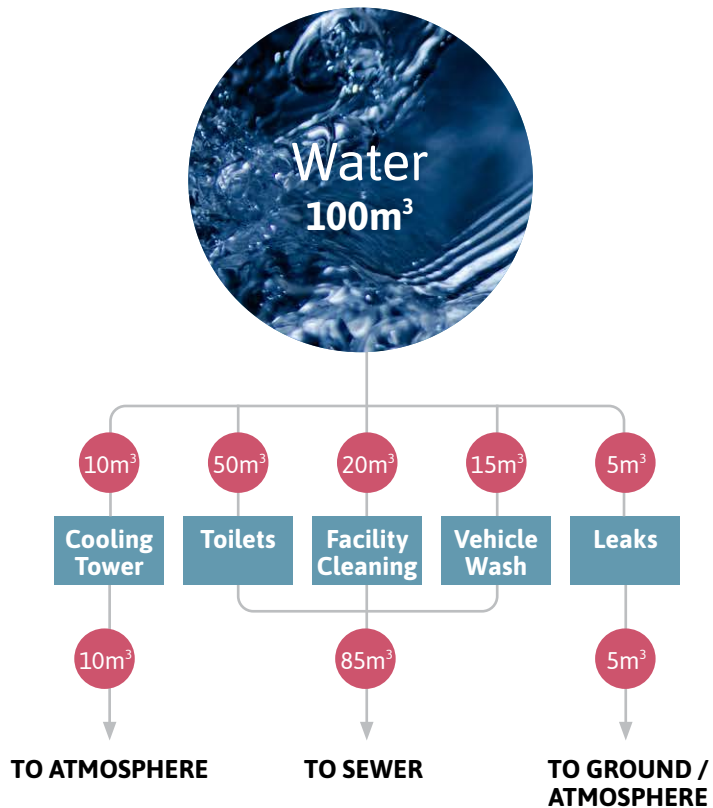 Water
100m³
10m³
50m³
20m³
15m³
5m³
Cooling
Tower
Toilets
Facility
Cleaning
Vehicle
Wash
Leaks
10m³
85m³
5m³
TO ATMOSPHERE
TO SEWER
TO GROUND /
ATMOSPHERE